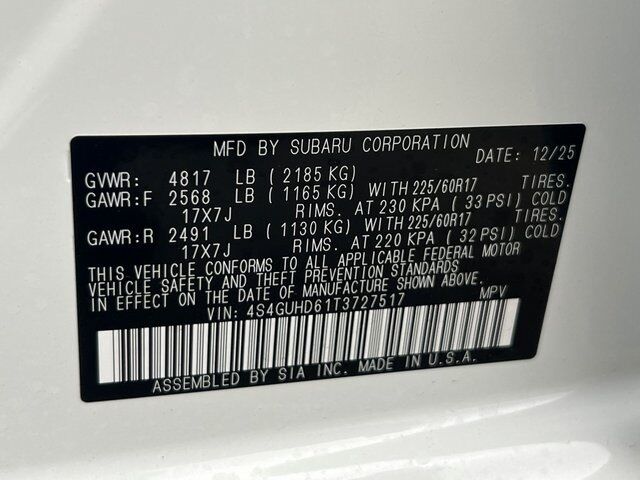 MFD BY SUBARU CORPORATION DATE: 12/25
GVWR: 4817 LB (2185 KG)
GAWR:F 2568 LB (1165 KG) WITH 225/60R17 TIRES.
17X7J RIMS. AT 230 KPA (33 PSI) COLD
GAWR:R 2491 LB (1130 KG) WITH 225/60R17 TIRES.
17X7J RIMS. AT 220 KPA (32 PSI) COLD
THIS VEHICLE CONFORMS TO ALL APPLICABLE FEDERAL MOTOR
VEHICLE SAFETY AND THEFT PREVENTION STANDARDS
IN EFFECT ON THE DATE OF MANUFACTURE SHOWN ABOVE.
VIN: 4S4GUHD61T3727517 MPV
ASSEMBLED BY SIA INC. MADE IN U.S.A.